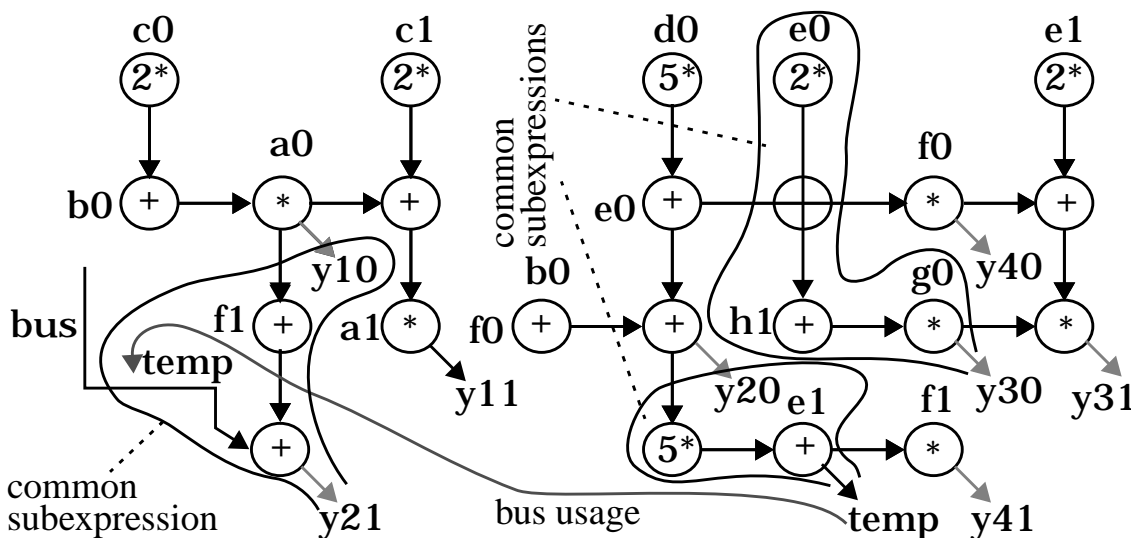 c0 c1 d0 e0 e1
2* 2* 5* 2* 2*
common
subexpressions
a0 f0
b0 + * + e0 + * +
y10 b0 g0 y40
bus f1 + a1 * f0 + + h1 + * *
temp y11 y20 e1 f1 y30 y31
+ 5* + *
common
subexpression y21 bus usage temp y41